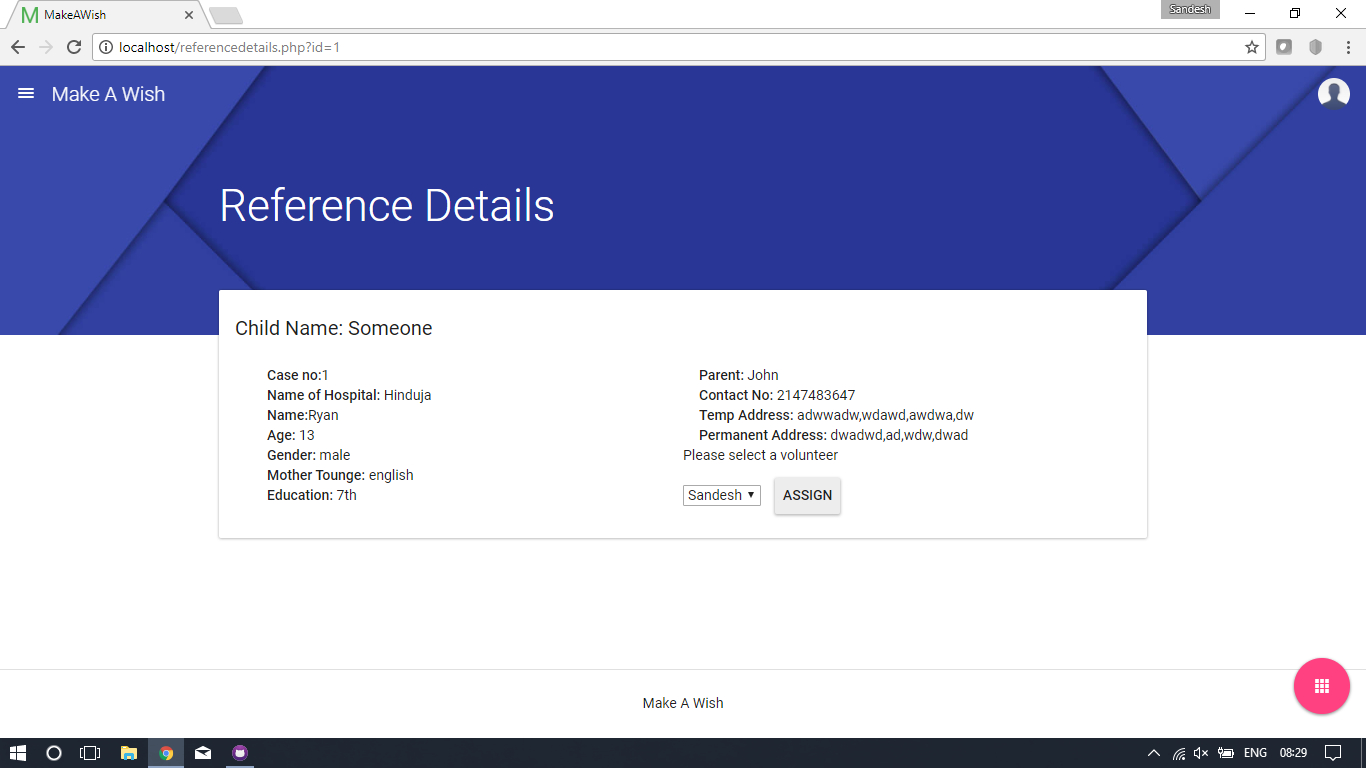 MakeAWish
Sandesh
localhost/referencedetails.php?id=1
Make A Wish
Reference Details
Child Name: Someone
Case no:1
Name of Hospital: Hinduja
Name:Ryan
Age: 13
Gender: male
Mother Tounge: english
Education: 7th
Parent: John
Contact No: 2147483647
Temp Address: adwwadw,wdawd,awdwa,dw
Permanent Address: dwadwd,ad,wdw,dwad
Please select a volunteer
Sandesh
ASSIGN
Make A Wish
ENG
08:29